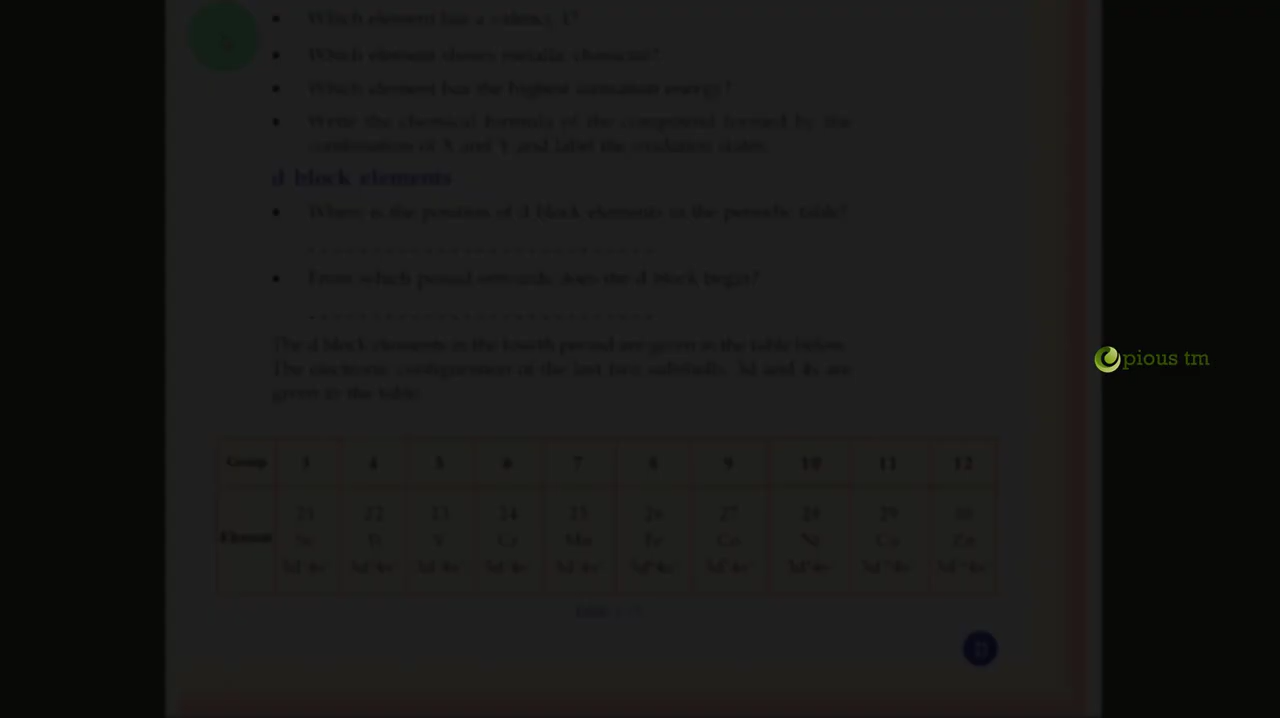 Which element has a valency 1?
Which element shows metallic character?
Which element has the highest ionisation energy?
Write the chemical formula of the component formed by the
combination of X and Y and label the oxidation states.
d block elements
Where is the position of d block elements in the periodic table?
From which period onwards does the d block begin?
The d block elements in the fourth period are given in the table below.
The electronic configuration of the last two subshells, 3d and 4s are
given in the table.
Group 3 4 5 6 7 8 9 10 11 12
21 22 23 24 25 26 27 28 29 30
Element Sc Ti V Cr Mn Fe Co Ni Cu Zn
pious tm